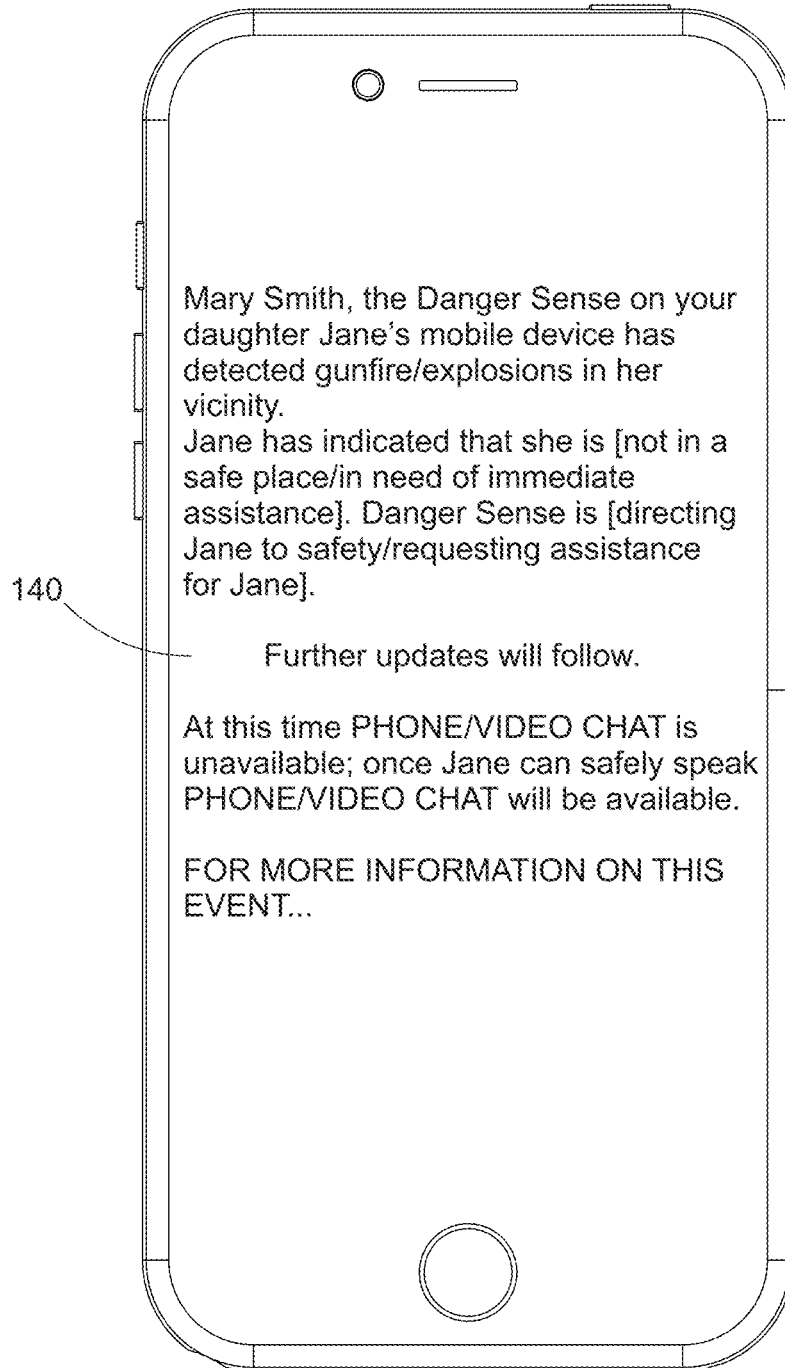 Mary Smith, the Danger Sense on your
daughter Jane's mobile device has
detected gunfire/explosions in her
vicinity.
Jane has indicated that she is [not in a
safe place/in need of immediate
assistance]. Danger Sense is [directing
Jane to safety/requesting assistance
for Jane].
140
Further updates will follow.
At this time PHONE/VIDEO CHAT is
unavailable; once Jane can safely speak
PHONE/VIDEO CHAT will be available.
FOR MORE INFORMATION ON THIS
EVENT...